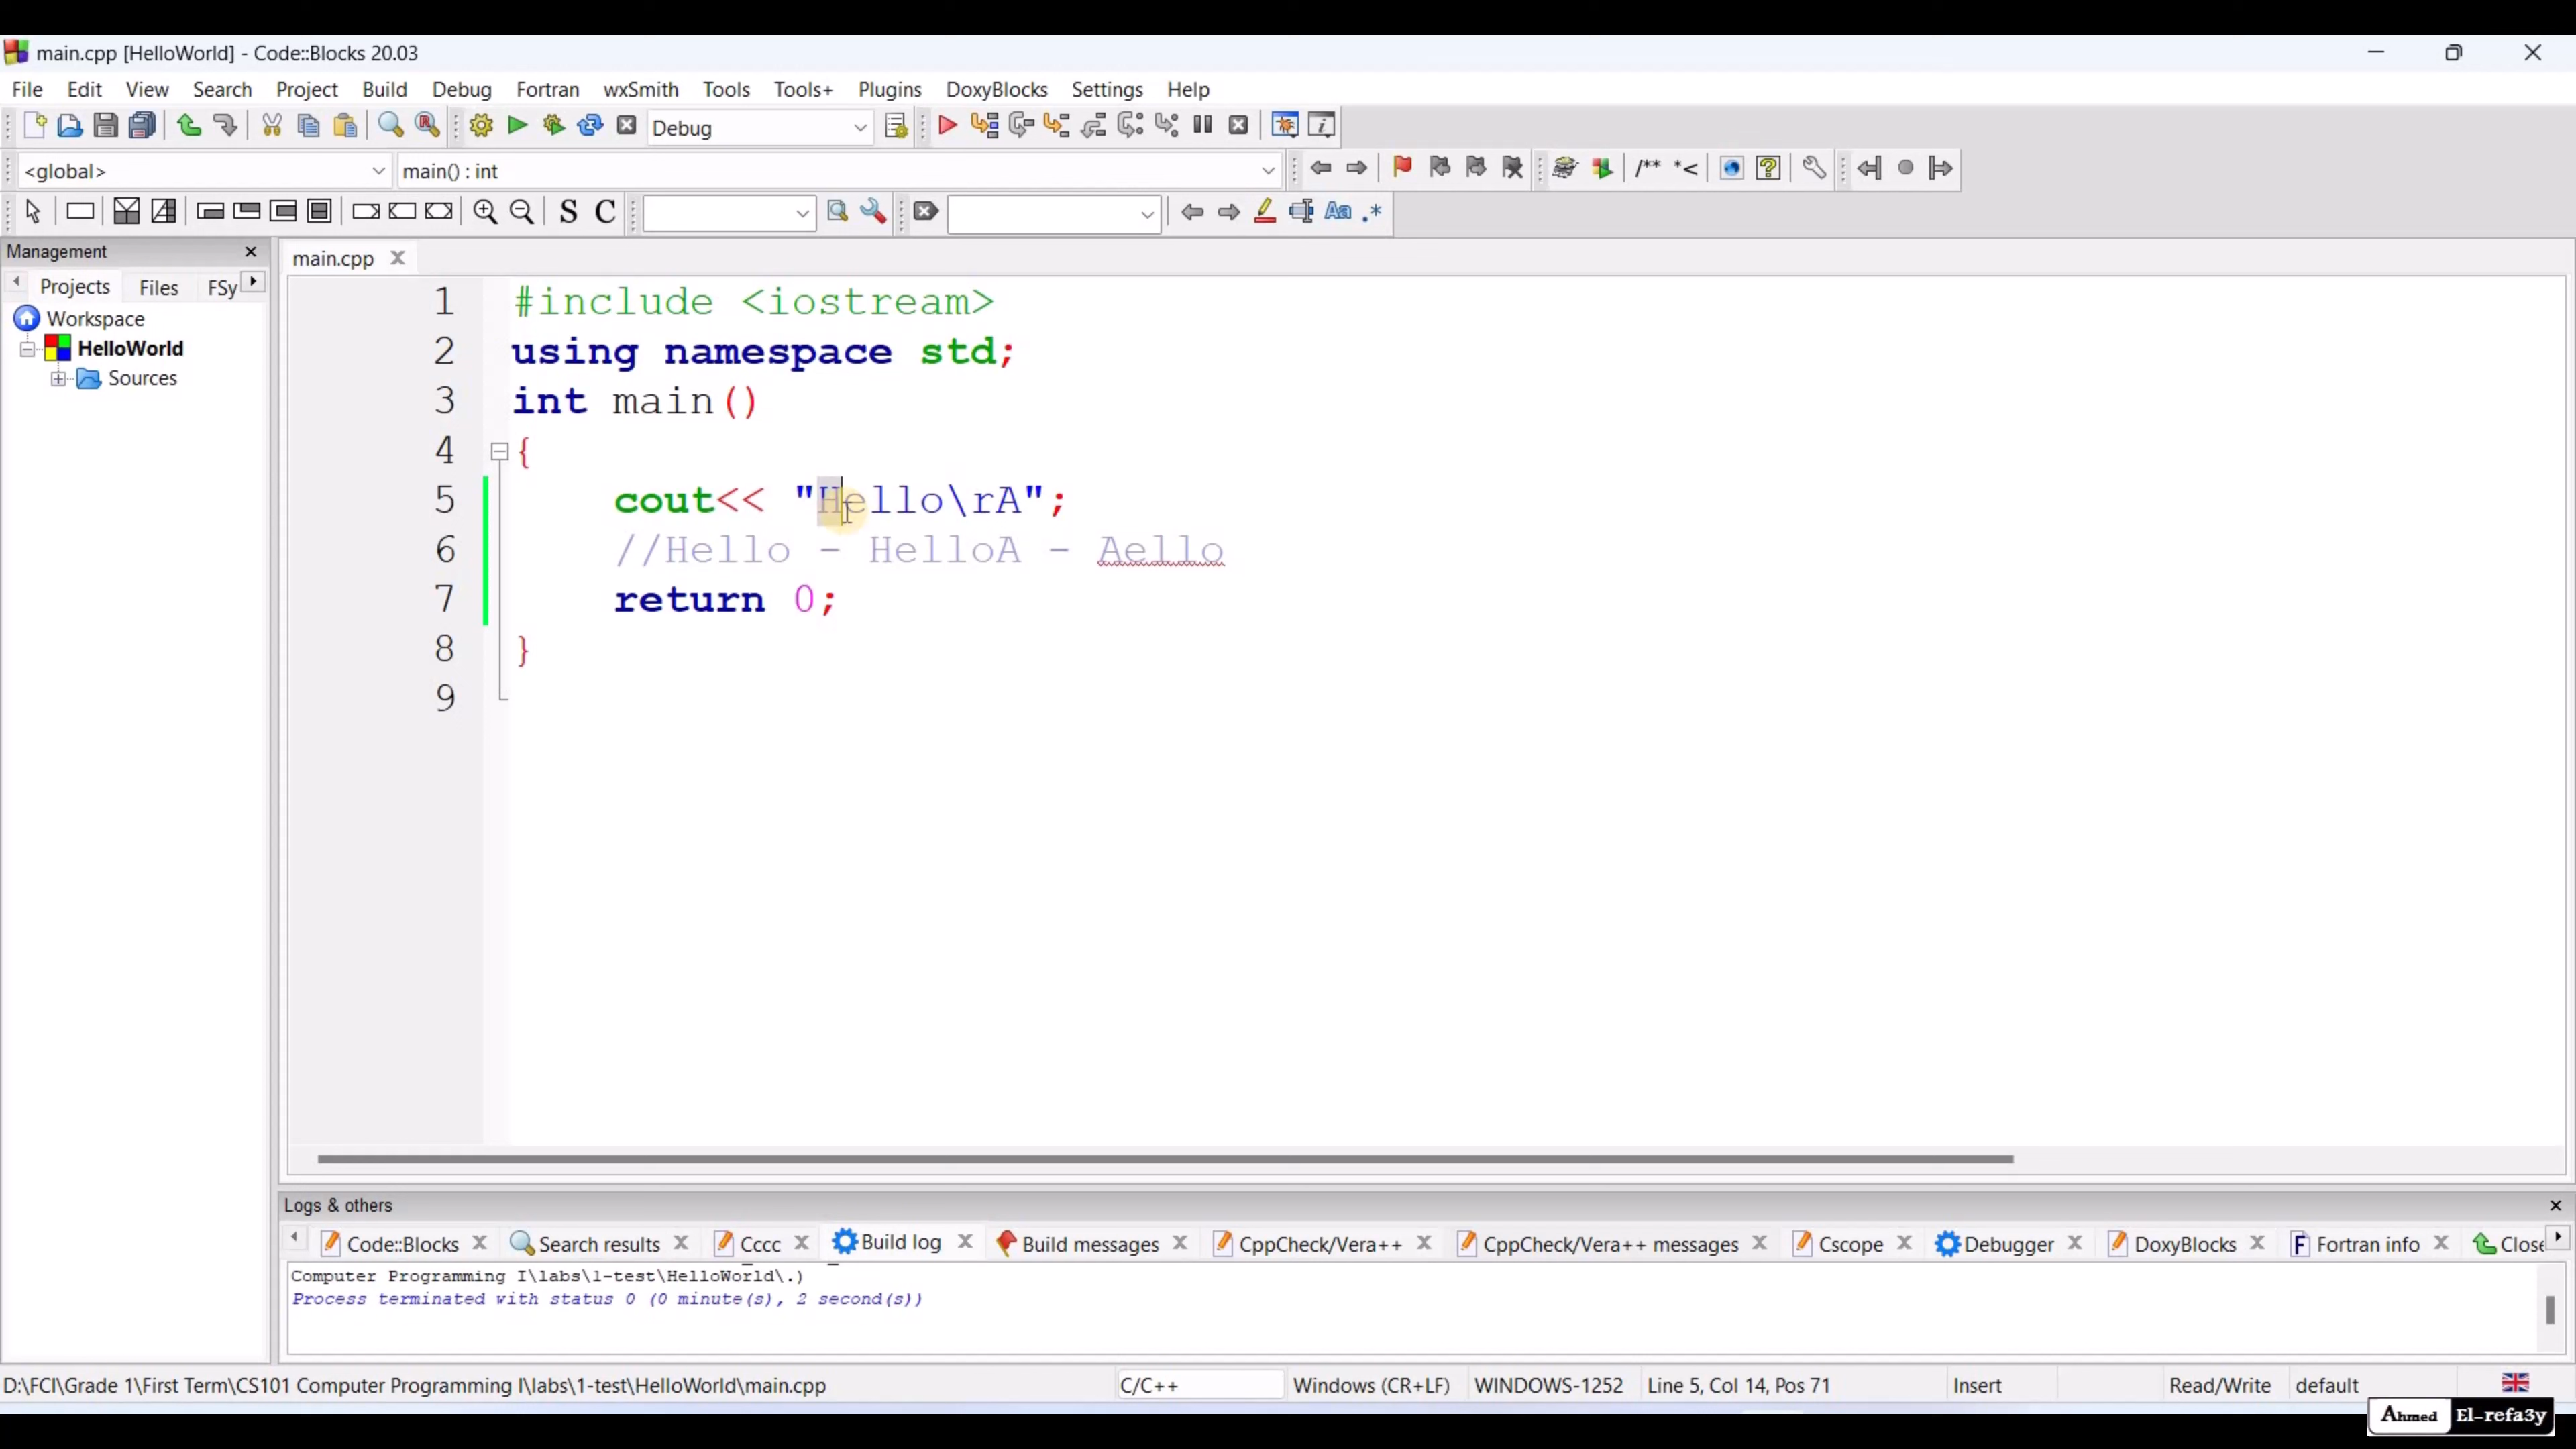 main.cpp [HelloWorld] - Code::Blocks 20.03
File Edit View Search Project Build Debug Fortran wxSmith Tools Tools+ Plugins DoxyBlocks Settings Help
Debug
<global> main() : int /** *<
S C Aa .*
Management
Projects Files FSy
Workspace
HelloWorld
Sources
main.cpp
1 #include <iostream>
2 using namespace std;
3 int main()
4 {
5 cout<< "Hello\rA";
6 //Hello - HelloA - Aello
7 return 0;
8 }
9
Logs & others
Code::Blocks Search results Cccc Build log Build messages CppCheck/Vera++ CppCheck/Vera++ messages Cscope Debugger DoxyBlocks Fortran info Close
Computer Programming I\labs\1-test\HelloWorld\.)
Process terminated with status 0 (0 minute(s), 2 second(s))
D:\FCI\Grade 1\First Term\CS101 Computer Programming I\labs\1-test\HelloWorld\main.cpp C/C++ Windows (CR+LF) WINDOWS-1252 Line 5, Col 14, Pos 71 Insert Read/Write default
Ahmed El-refa3y